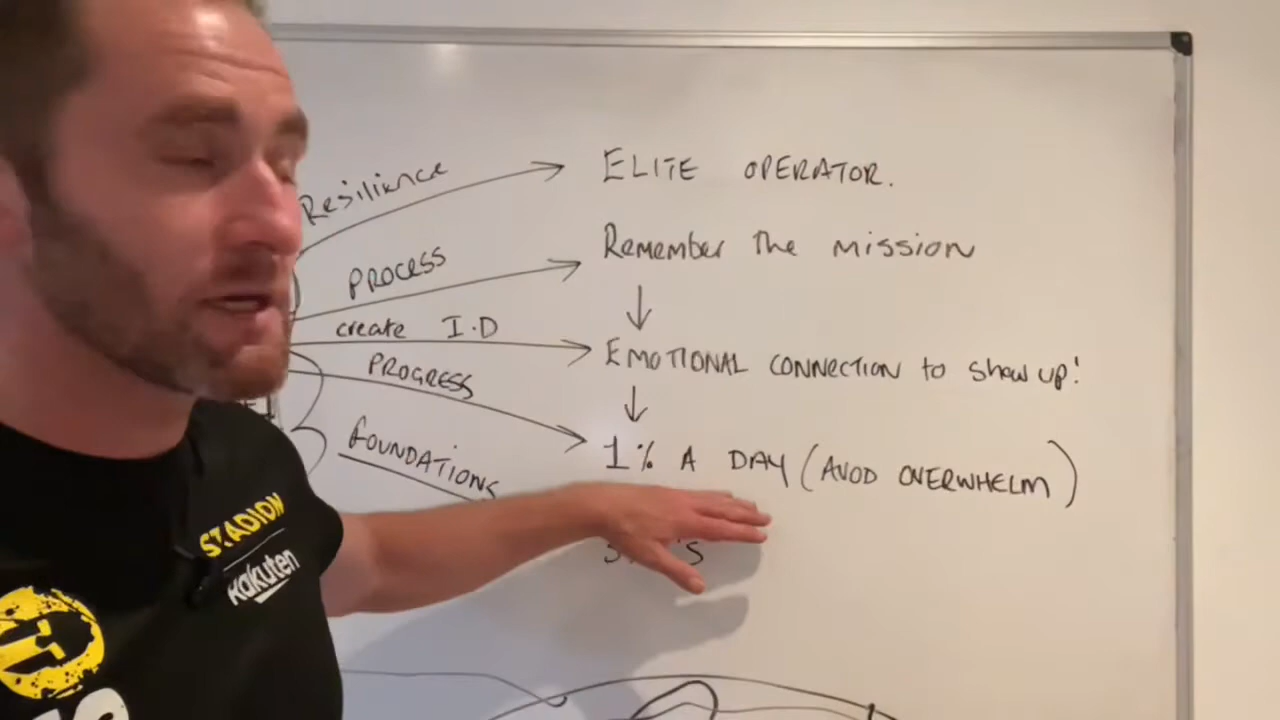 Resilience
ELITE OPERATOR.
PROCESS
Remember The mission
create I.D
EMOTIONAL CONNECTION to show up!
PROGRESS
1% A DAY (AVOD OVERWHELM)
FOUNDATIONS
STADION
Rakuten